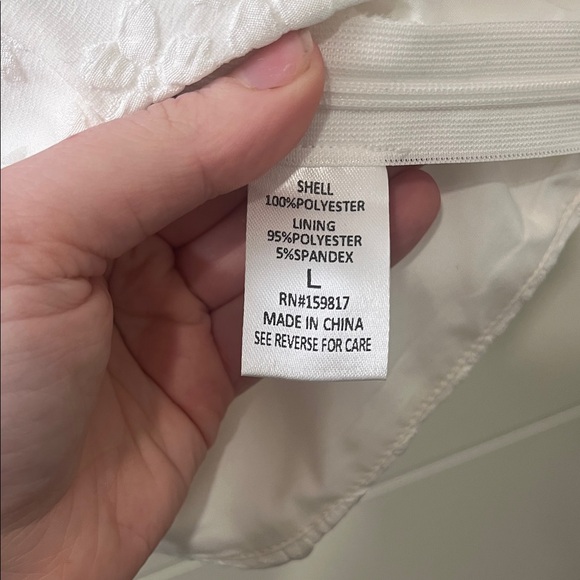 SHELL
100%POLYESTER
LINING
95%POLYESTER
5%SPANDEX
L
RN#159817
MADE IN CHINA
SEE REVERSE FOR CARE